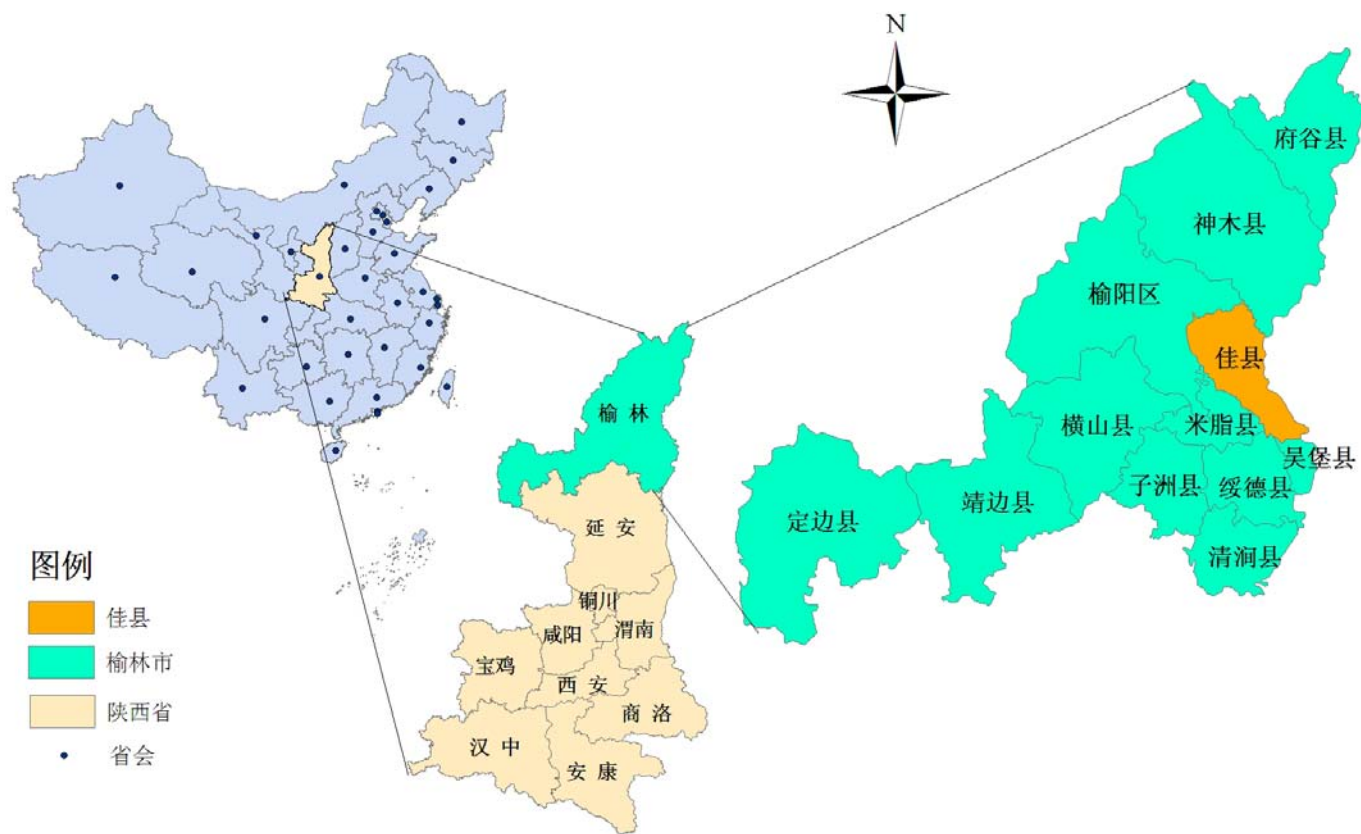 N
府谷县
神木县
榆阳区
佳县
横山县
米脂县
吴堡县
子洲县
绥德县
靖边县
定边县
清涧县
榆 林
延 安
铜川
咸阳
渭南
宝鸡
西 安
商 洛
汉 中
安 康
图例
佳县
榆林市
陕西省
省会